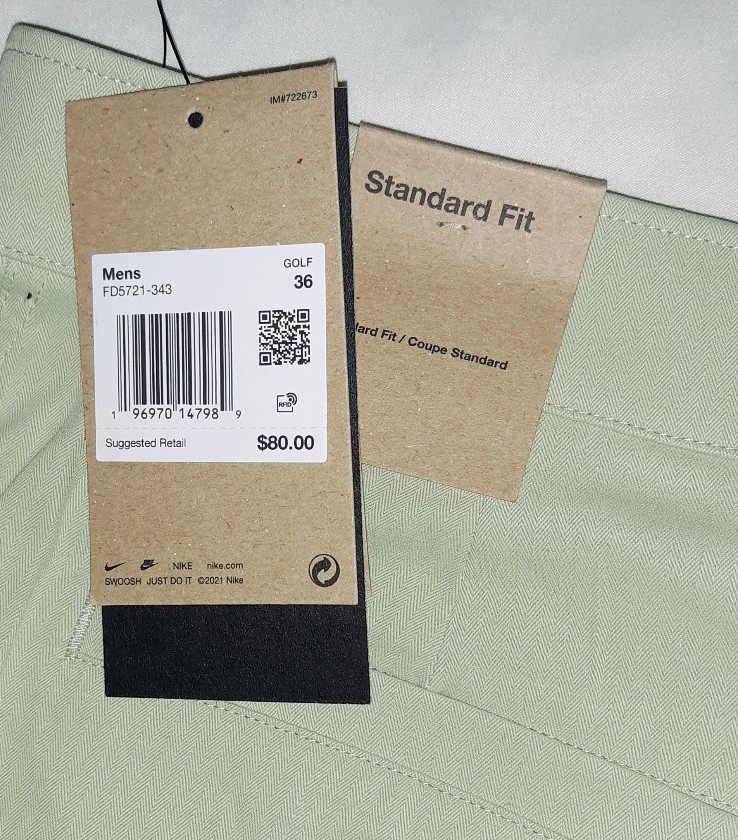 IM#722673
Mens
FD5721-343
GOLF
36
1 96970 14798 9
RFID
Suggested Retail
$80.00
NIKE nike.com
SWOOSH JUST DO IT ©2021 Nike
Standard Fit
Fit / Coupe Standard